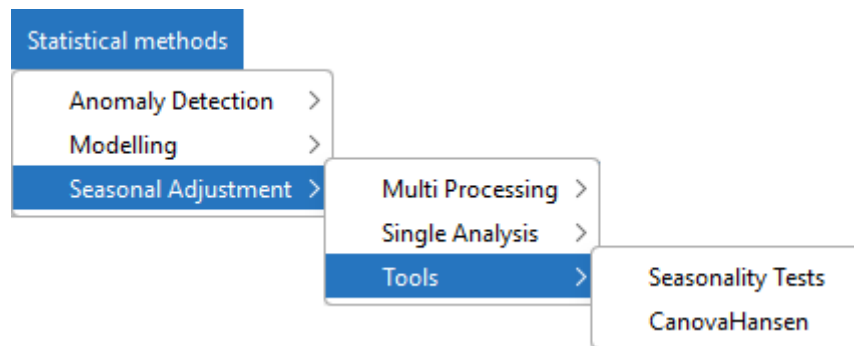 Statistical methods
Anomaly Detection
Modelling
Seasonal Adjustment
Multi Processing
Single Analysis
Tools
Seasonality Tests
CanovaHansen